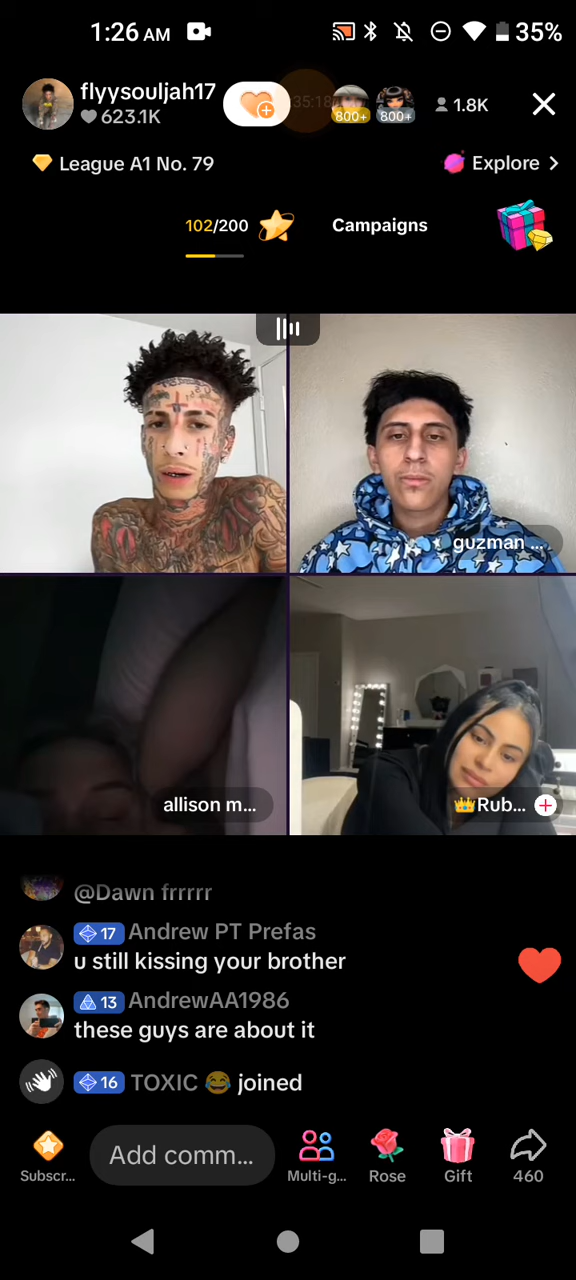 1:26 AM 35%
flyysouljah17
623.1K
35:18
800+ 800+
1.8K
League A1 No. 79
Explore >
102/200
Campaigns
guzman ...
allison m...
👑Rub...
@Dawn frrrrr
17 Andrew PT Prefas
u still kissing your brother
13 AndrewAA1986
these guys are about it
16 TOXIC 😂 joined
Add comm...
Subscr...
Multi-g...
Rose
Gift
460